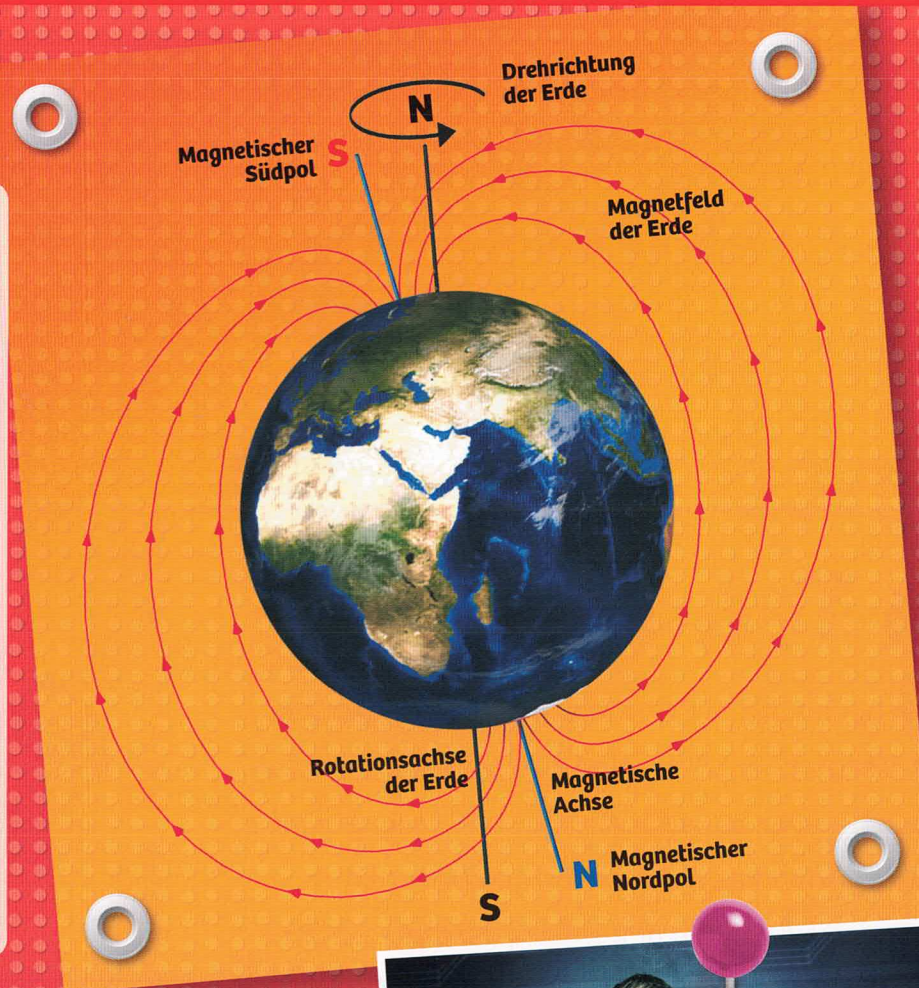 Drehrichtung
der Erde
N
Magnetischer
Südpol
S
Magnetfeld
der Erde
Rotationsachse
der Erde
Magnetische
Achse
N
Magnetischer
Nordpol
S